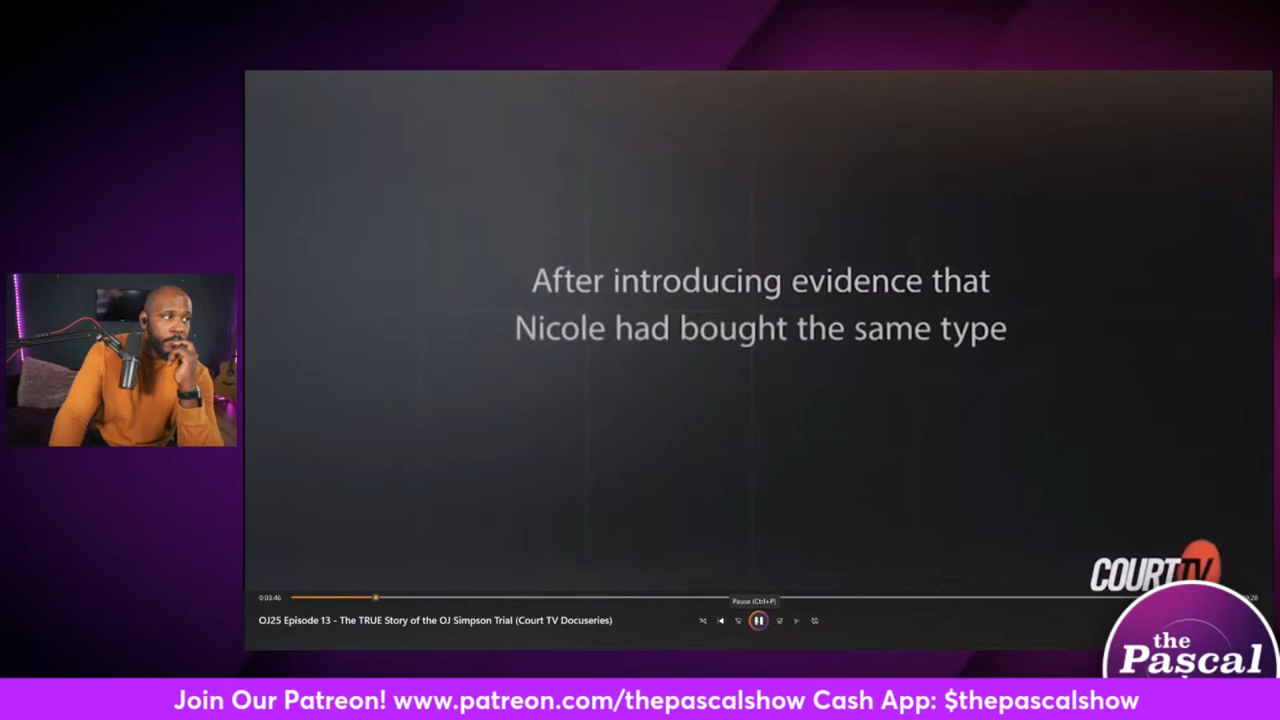 After introducing evidence that
Nicole had bought the same type
COURT TV
0:03:46
Pause (Ctrl+P)
9:28
OJ25 Episode 13 - The TRUE Story of the OJ Simpson Trial (Court TV Docuseries)
the
Pascal
Join Our Patreon! www.patreon.com/thepascalshow Cash App: $thepascalshow